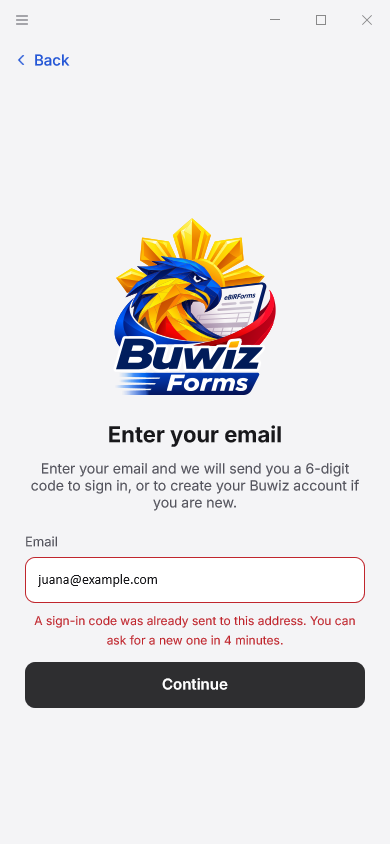 Back
eBIRForms
Buwiz
Forms
Enter your email
Enter your email and we will send you a 6-digit
code to sign in, or to create your Buwiz account if
you are new.
Email
juana@example.com
A sign-in code was already sent to this address. You can
ask for a new one in 4 minutes.
Continue